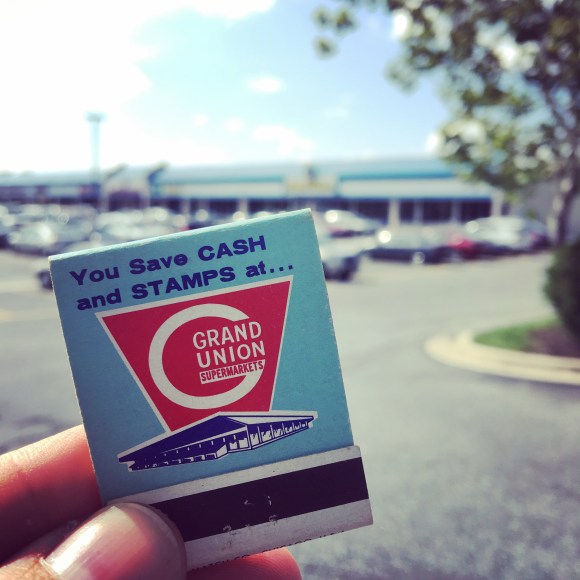 You Save CASH
and STAMPS at...
GRAND
UNION
SUPERMARKETS